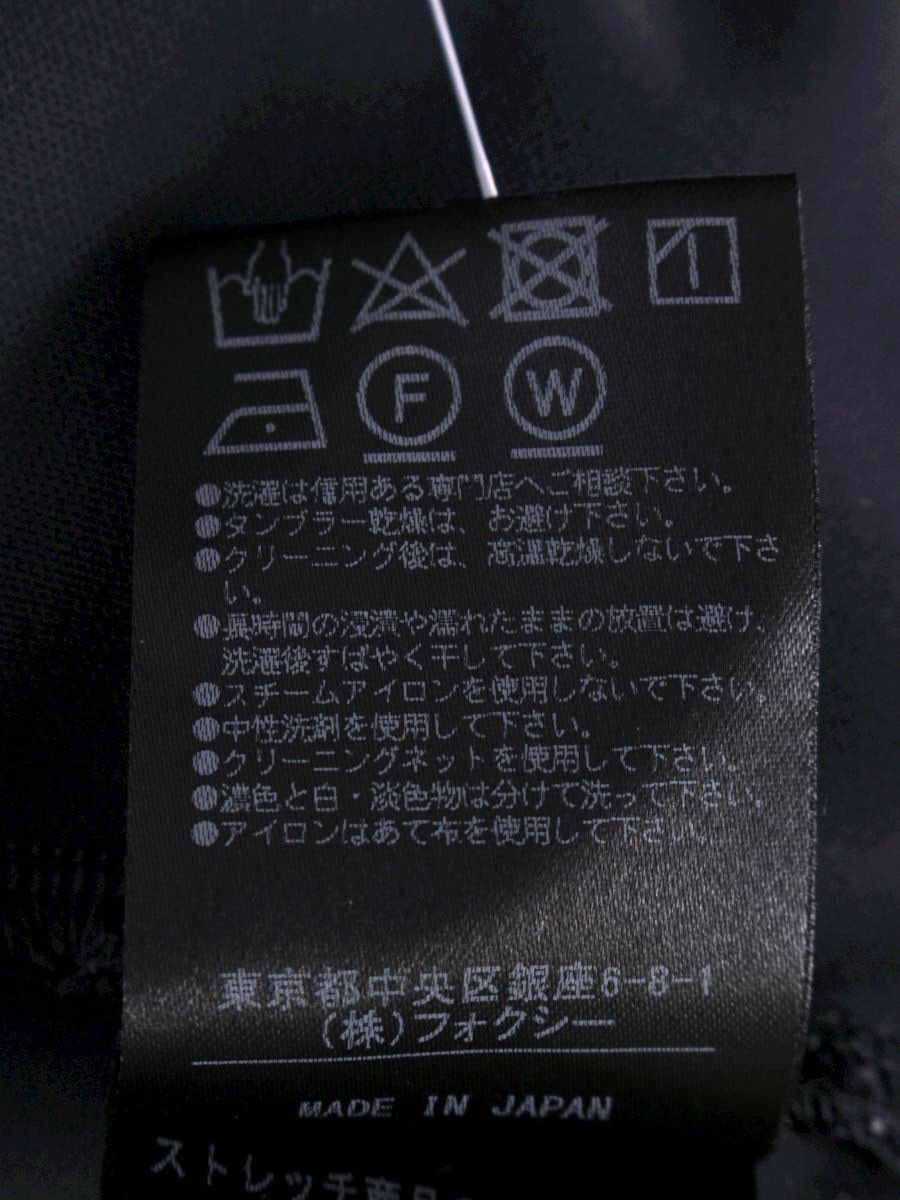 F W
●洗濯は信用ある専門店へご相談下さい。
●タンブラー乾燥は、お避け下さい。
●クリーニング後は、高温乾燥しないで下さ
い。
●長時間の浸漬や濡れたままの放置は避け、
洗濯後すばやく干して下さい。
●スチームアイロンを使用しないで下さい。
●中性洗剤を使用して下さい。
●クリーニングネットを使用して下さい。
●濃色と白・淡色物は分けて洗って下さい。
●アイロンはあて布を使用して下さい。
東京都中央区銀座6-8-1
(株)フォクシー
MADE IN JAPAN
ストレッチ商品